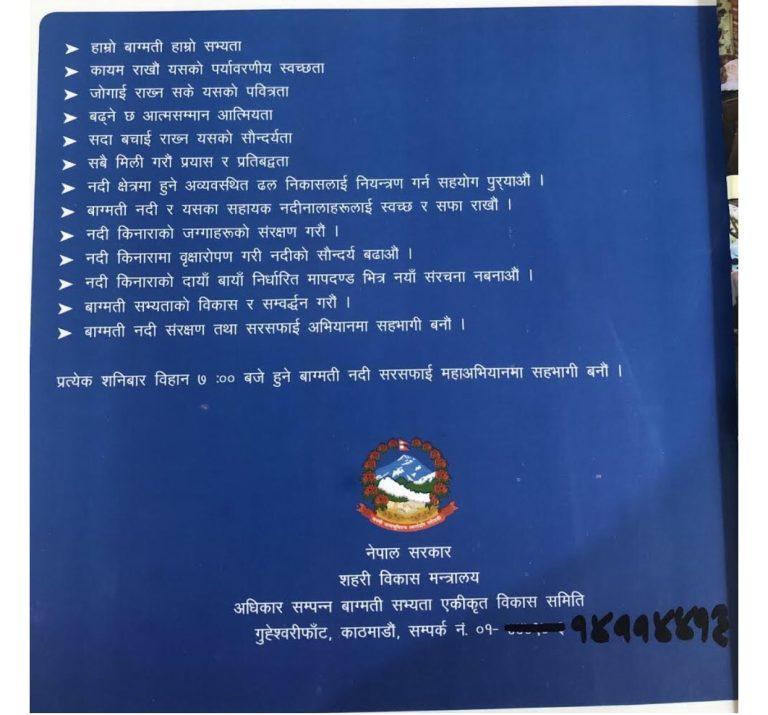 ➤ हाम्रो बाग्मती हाम्रो सभ्यता
➤ कायम राखौं यसको पर्यावरणीय स्वच्छता
➤ जोगाई राख्न सके यसको पवित्रता
➤ बढ्ने छ आत्मसम्मान आत्मियता
➤ सदा बचाई राख्न यसको सौन्दर्यता
➤ सबै मिली गरौ प्रयास र प्रतिबद्वता
➤ नदी क्षेत्रमा हुने अव्यवस्थित ढल निकासलाई नियन्त्रण गर्न सहयोग पुर्‍याऔं ।
➤ बाग्मती नदी र यसका सहायक नदीनालाहरूलाई स्वच्छ र सफा राखौं ।
➤ नदी किनाराको जग्गाहरूको संरक्षण गरौ ।
➤ नदी किनारामा वृक्षारोपण गरी नदीको सौन्दर्य बढाऔ ।
➤ नदी किनाराको दायाँ बायाँ निर्धारित मापदण्ड भित्र नयाँ संरचना नबनाऔं ।
➤ बाग्मती सभ्यताको विकास र सम्वर्द्धन गरौं ।
➤ बाग्मती नदी संरक्षण तथा सरसफाई अभियानमा सहभागी बनौं ।
प्रत्येक शनिबार विहान ७ :०० बजे हुने बाग्मती नदी सरसफाई महाअभियानमा सहभागी बनौ ।
नेपाल सरकार
शहरी विकास मन्त्रालय
अधिकार सम्पन्न बाग्मती सभ्यता एकीकृत विकास समिति
गुह्येश्वरीफाँट, काठमाडौं, सम्पर्क नं. ०१-